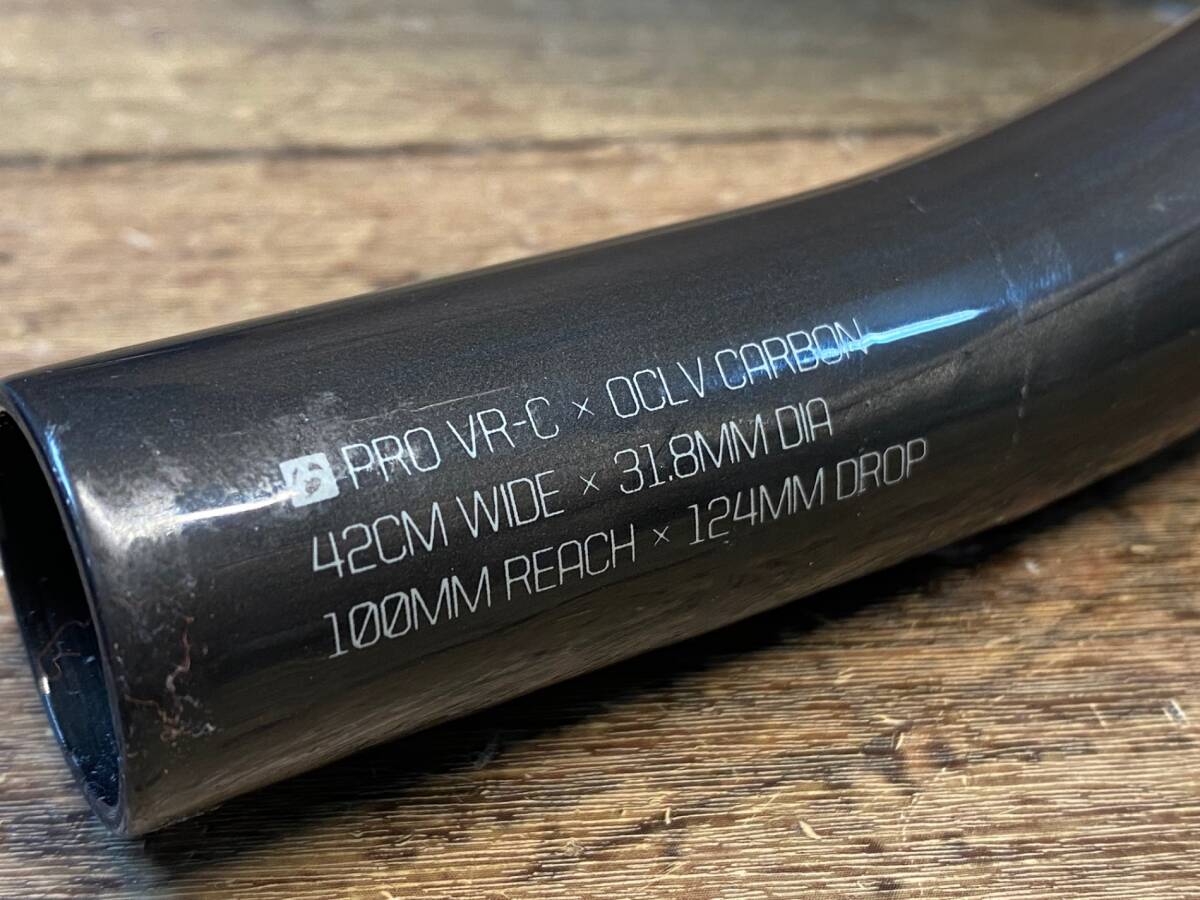 PRO VR-C × OCLV CARBON
42CM WIDE × 31.8MM DIA
100MM REACH × 124MM DROP